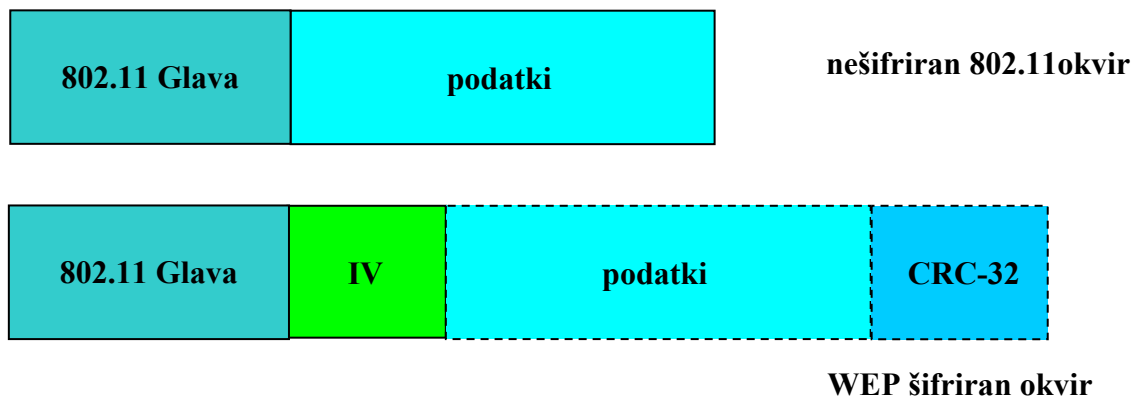 802.11 Glava podatki nešifriran 802.11okvir
802.11 Glava IV podatki CRC-32
WEP šifriran okvir